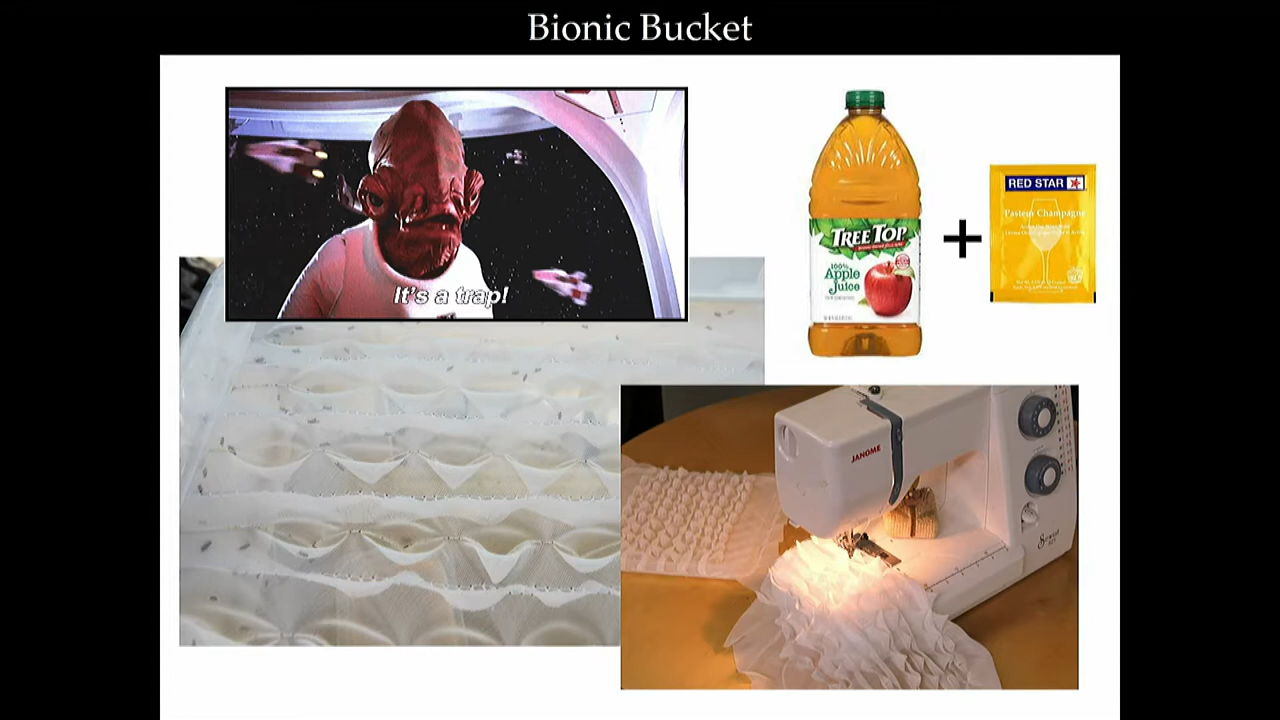 Bionic Bucket
It's a trap!
TREE TOP
100%
Apple
Juice
RED STAR
Pasteur Champagne
JANOME